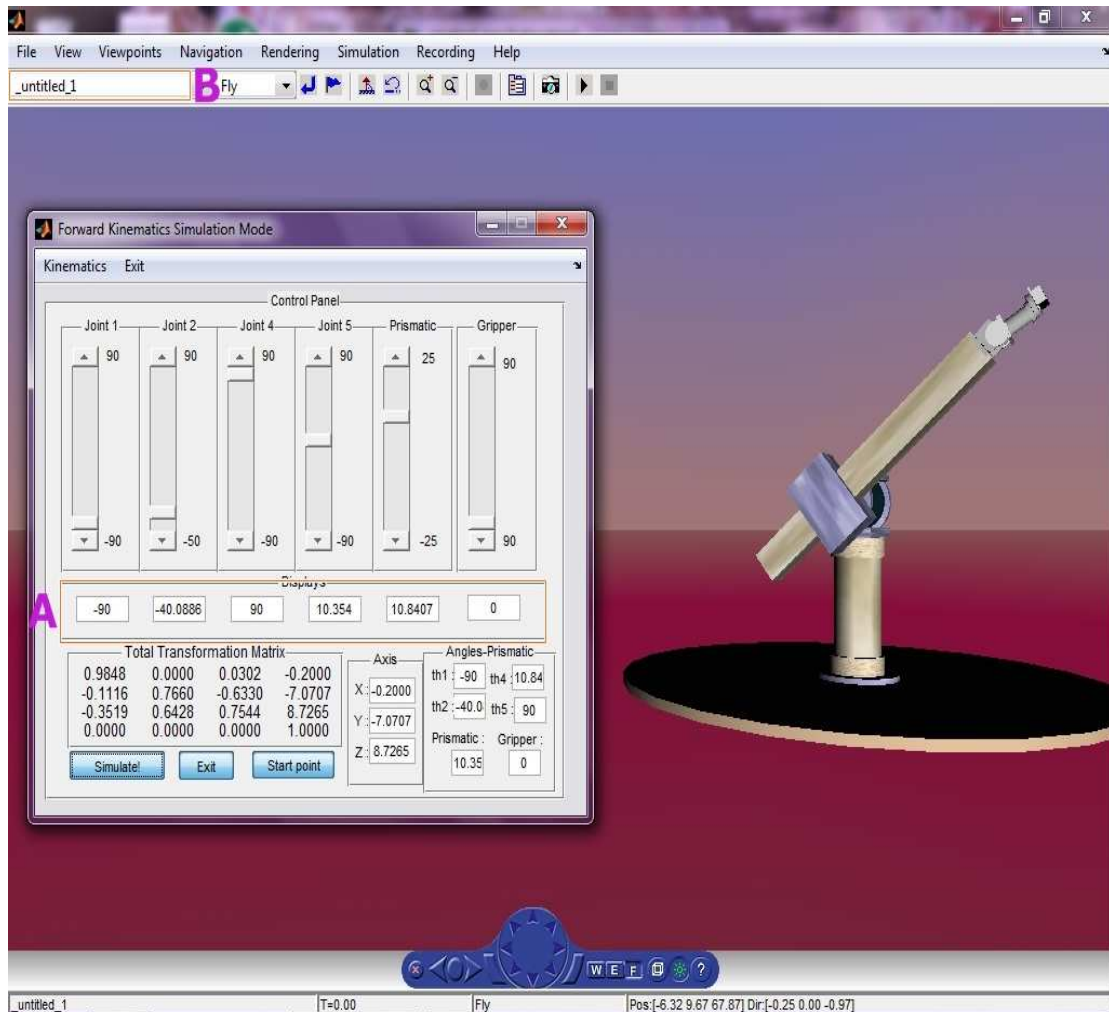 File View Viewpoints Navigation Rendering Simulation Recording Help
_untitled_1 B Fly
Forward Kinematics Simulation Mode
Kinematics Exit
Control Panel
Joint 1 Joint 2 Joint 4 Joint 5 Prismatic Gripper
90 90 90 90 25 90
-90 -50 -90 -90 -25 90
Displays
A -90 -40.0886 90 10.354 10.8407 0
Total Transformation Matrix
0.9848 0.0000 0.0302 -0.2000
-0.1116 0.7660 -0.6330 -7.0707
-0.3519 0.6428 0.7544 8.7265
0.0000 0.0000 0.0000 1.0000
Simulate! Exit Start point
Axis
X : -0.2000
Y : -7.0707
Z : 8.7265
Angles-Prismatic
th1 : -90 th4 : 10.84
th2 : -40.0 th5 : 90
Prismatic : Gripper :
10.35 0
W E F ?
_untitled_1 T=0.00 Fly Pos:[-6.32 9.67 67.87] Dir:[-0.25 0.00 -0.97]